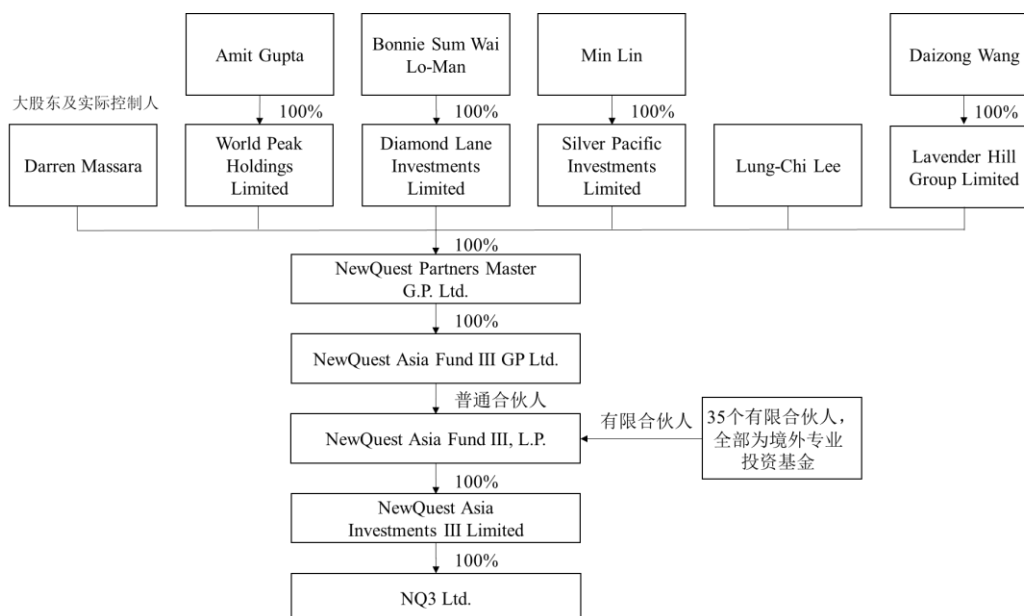 Amit Gupta
Bonnie Sum Wai
Lo-Man
Min Lin
Daizong Wang
大股东及实际控制人
100%
100%
100%
100%
Darren Massara
World Peak
Holdings
Limited
Diamond Lane
Investments
Limited
Silver Pacific
Investments
Limited
Lung-Chi Lee
Lavender Hill
Group Limited
100%
NewQuest Partners Master
G.P. Ltd.
100%
NewQuest Asia Fund III GP Ltd.
普通合伙人
NewQuest Asia Fund III, L.P.
有限合伙人
35个有限合伙人，
全部为境外专业
投资基金
100%
NewQuest Asia
Investments III Limited
100%
NQ3 Ltd.